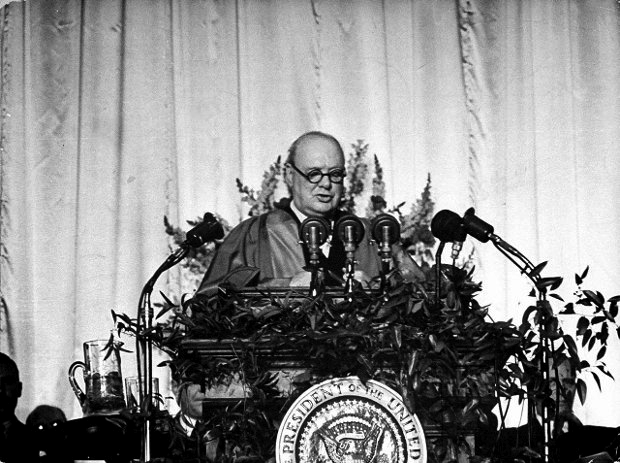 PRESIDENT OF THE UNITED